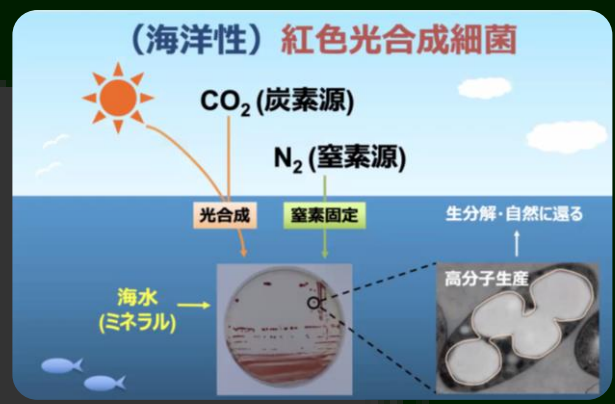 （海洋性）紅色光合成細菌
CO₂ (炭素源)
N₂ (窒素源)
光合成
窒素固定
生分解・自然に還る
海水
(ミネラル)
高分子生産